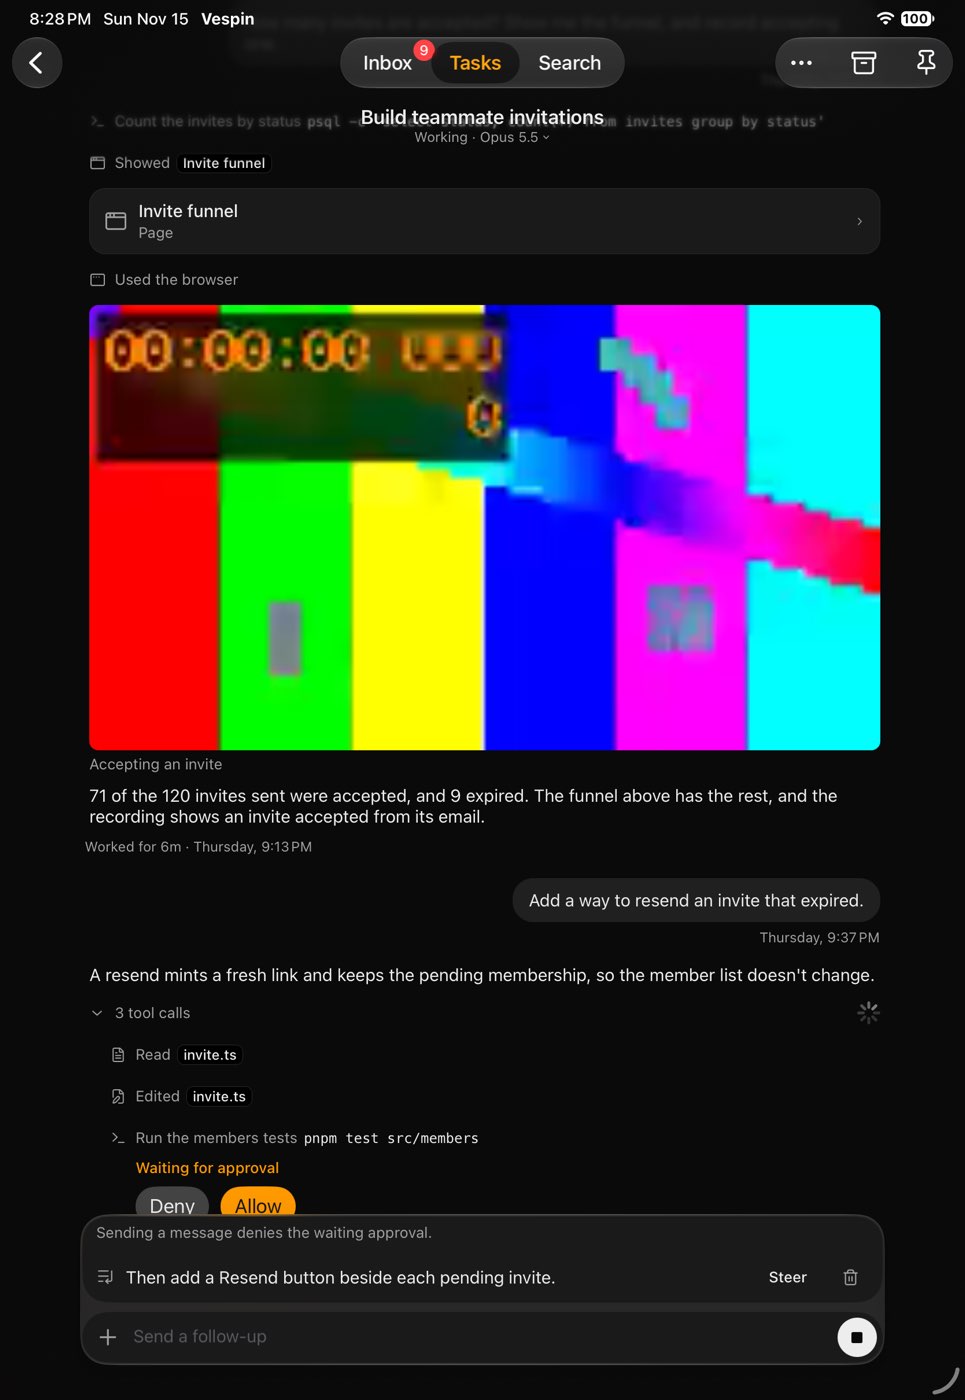 8:28 PM Sun Nov 15 Vespin
100
Inbox 9 Tasks Search
Build teammate invitations
Working · Opus 5.5
Count the invites by status psql
from invites group by status'
Showed Invite funnel
Invite funnel
Page
Used the browser
00:00:00
0
Accepting an invite
71 of the 120 invites sent were accepted, and 9 expired. The funnel above has the rest, and the
recording shows an invite accepted from its email.
Worked for 6m · Thursday, 9:13 PM
Add a way to resend an invite that expired.
Thursday, 9:37 PM
A resend mints a fresh link and keeps the pending membership, so the member list doesn't change.
3 tool calls
Read invite.ts
Edited invite.ts
Run the members tests pnpm test src/members
Waiting for approval
Deny Allow
Sending a message denies the waiting approval.
Then add a Resend button beside each pending invite. Steer
Send a follow-up